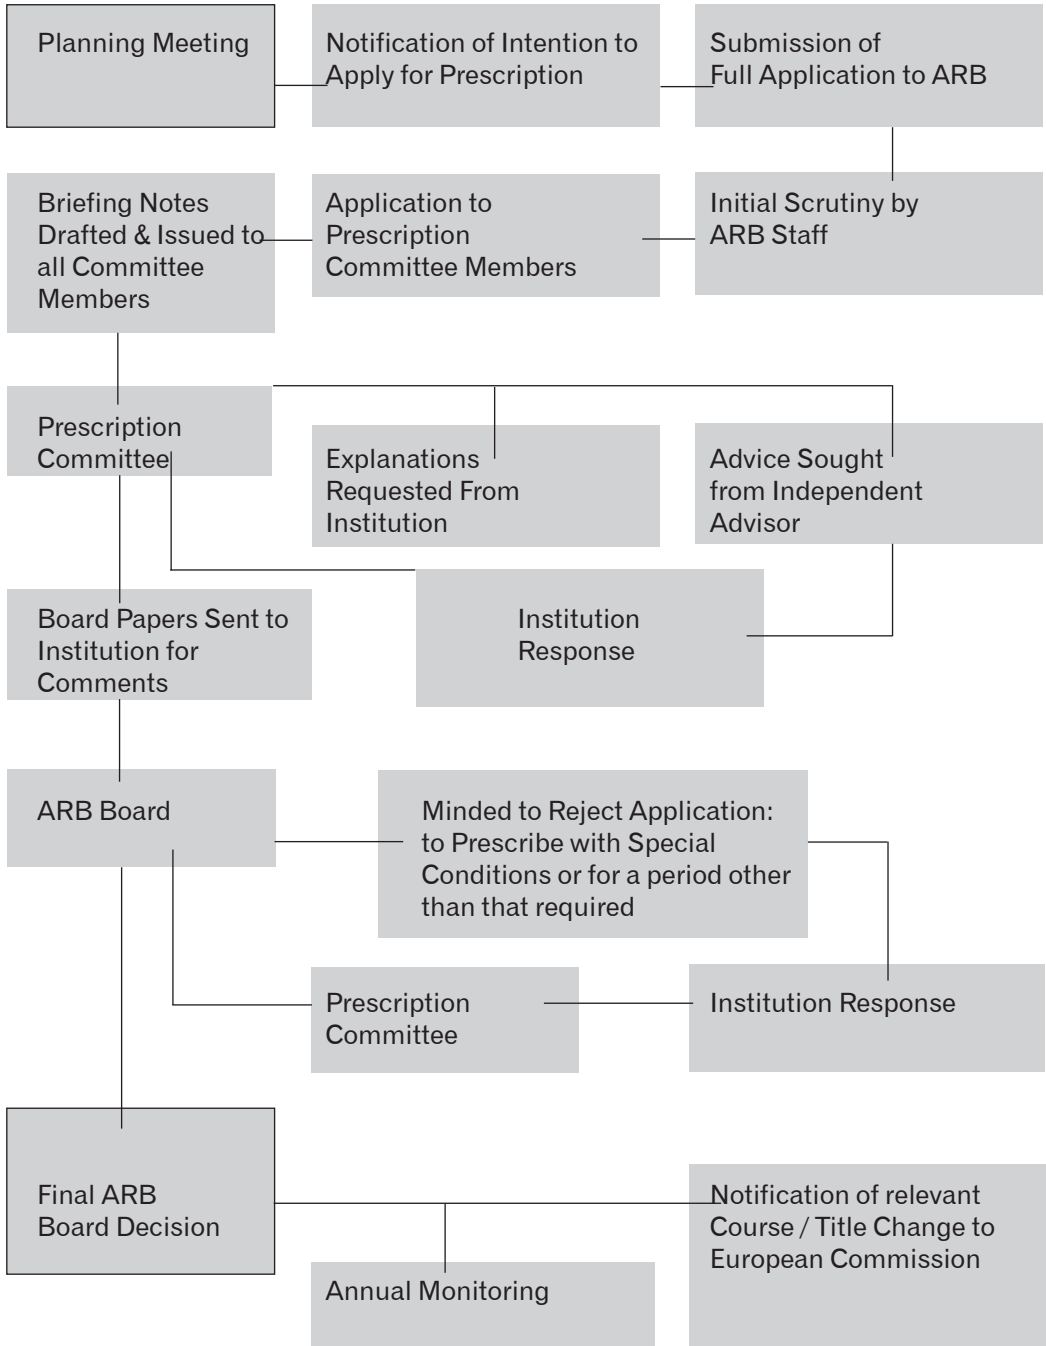 Planning Meeting
Notification of Intention to
Apply for Prescription
Submission of
Full Application to ARB
Briefing Notes
Drafted & Issued to
all Committee
Members
Application to
Prescription
Committee Members
Initial Scrutiny by
ARB Staff
Prescription
Committee
Explanations
Requested From
Institution
Advice Sought
from Independent
Advisor
Board Papers Sent to
Institution for
Comments
Institution
Response
ARB Board
Minded to Reject Application:
to Prescribe with Special
Conditions or for a period other
than that required
Prescription
Committee
Institution Response
Final ARB
Board Decision
Notification of relevant
Course / Title Change to
European Commission
Annual Monitoring